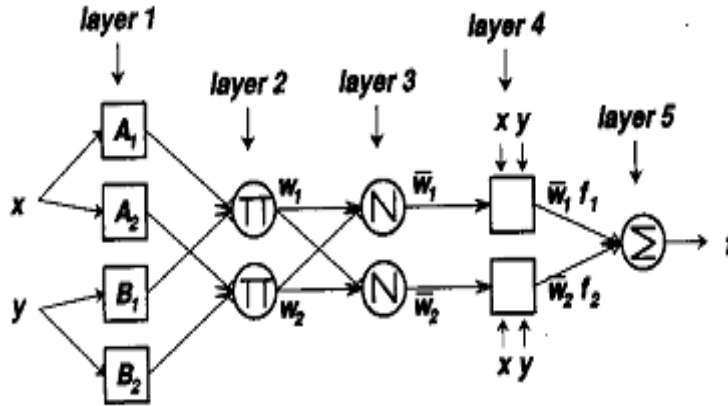 layer 1
layer 4
layer 2
layer 3
layer 5
x y
A₁
w₁
w̄₁
w̄₁ f₁
x
A₂
Π
N
Σ
B₁
Π
N
y
w₂
w̄₂
w̄₂ f₂
B₂
x y